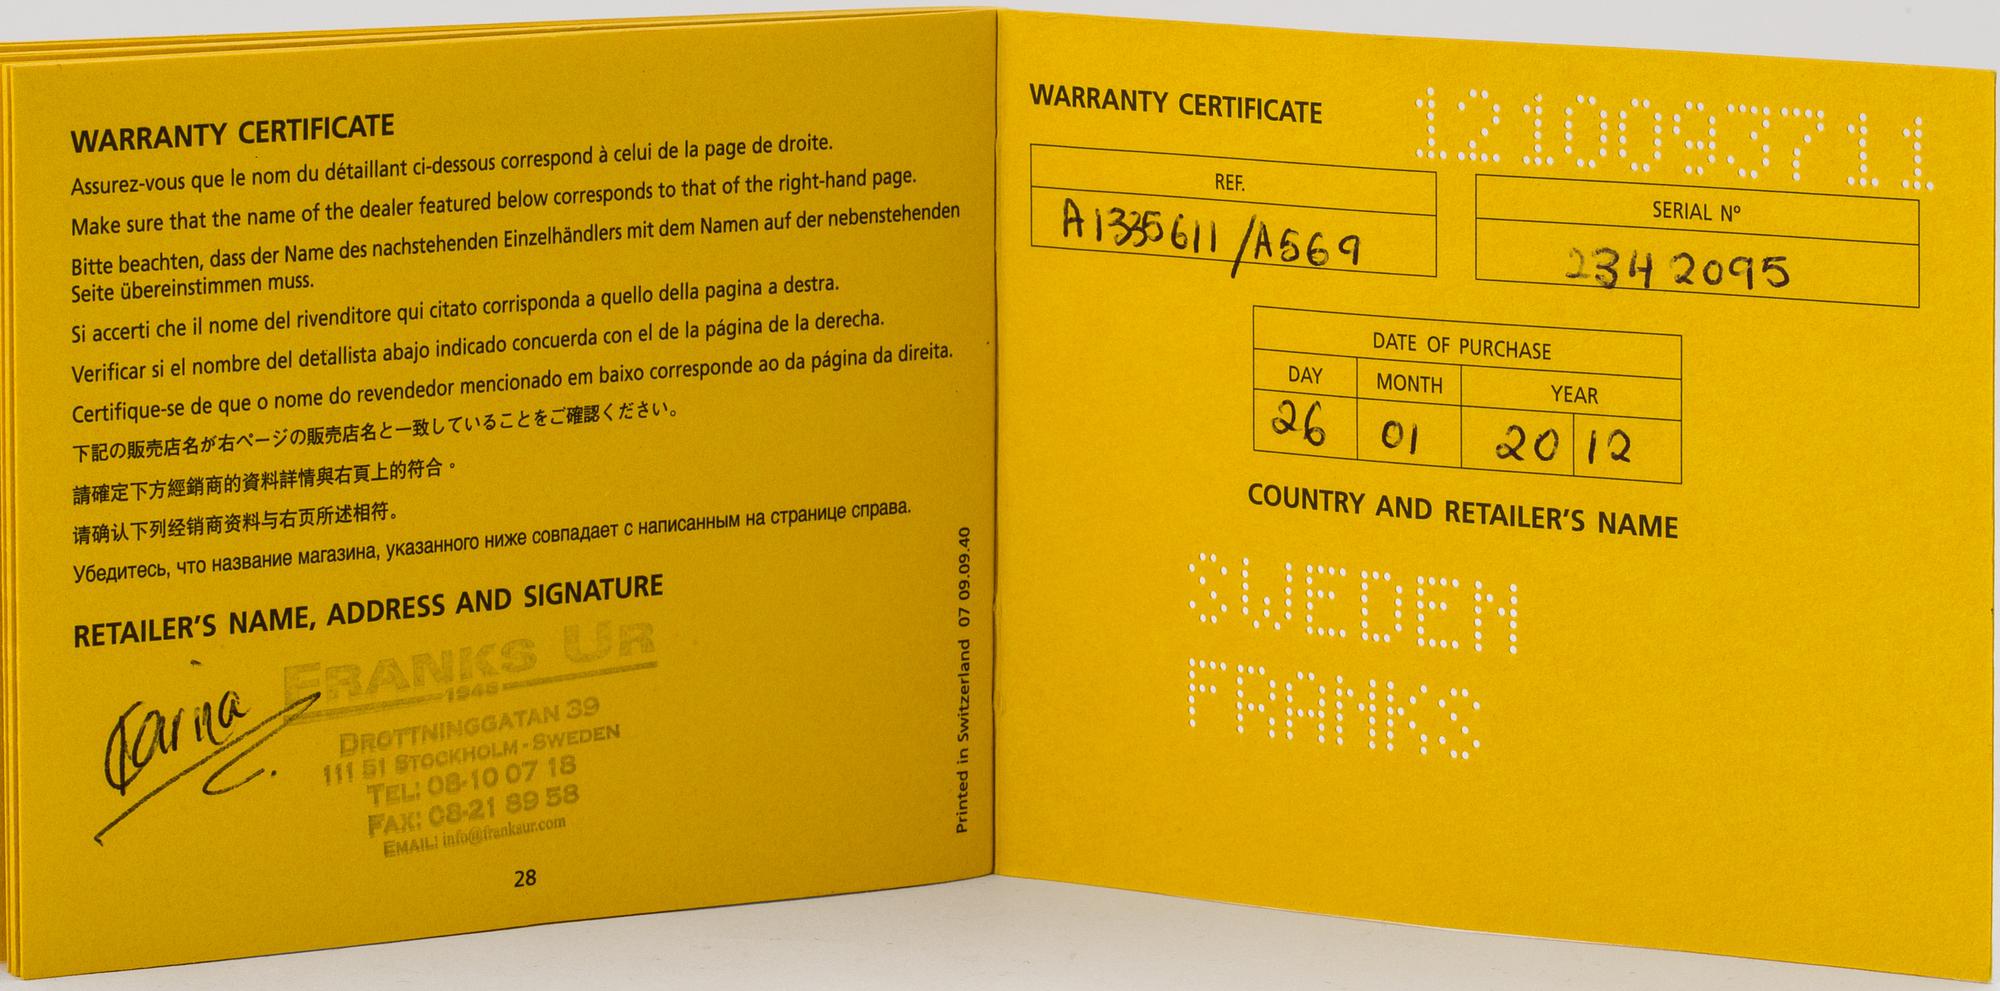 WARRANTY CERTIFICATE
Assurez-vous que le nom du détaillant ci-dessous correspond à celui de la page de droite.
Make sure that the name of the dealer featured below corresponds to that of the right-hand page.
Bitte beachten, dass der Name des nachstehenden Einzelhändlers mit dem Namen auf der nebenstehenden
Seite übereinstimmen muss.
Si accerti che il nome del rivenditore qui citato corrisponda a quello della pagina a destra.
Verificar si el nombre del detallista abajo indicado concuerda con el de la página de la derecha.
Certifique-se de que o nome do revendedor mencionado em baixo corresponde ao da página da direita.
下記の販売店名が右ページの販売店名と一致していることをご確認ください。
請確定下方經銷商的資料詳情與右頁上的符合。
请确认下列经销商资料与右页所述相符。
Убедитесь, что название магазина, указанного ниже совпадает с написанным на странице справа.
RETAILER'S NAME, ADDRESS AND SIGNATURE
FRANKS UR
1946
DROTTNINGGATAN 39
111 51 STOCKHOLM - SWEDEN
TEL: 08-10 07 18
FAX: 08-21 89 58
EMAIL: info@franksur.com
28
Printed in Switzerland 07 09.09.40
WARRANTY CERTIFICATE
1210093711
REF.
A1335611/A569
SERIAL Nº
2342095
DATE OF PURCHASE
DAY MONTH YEAR
26 01 20 12
COUNTRY AND RETAILER'S NAME
SWEDEN
FRANKS